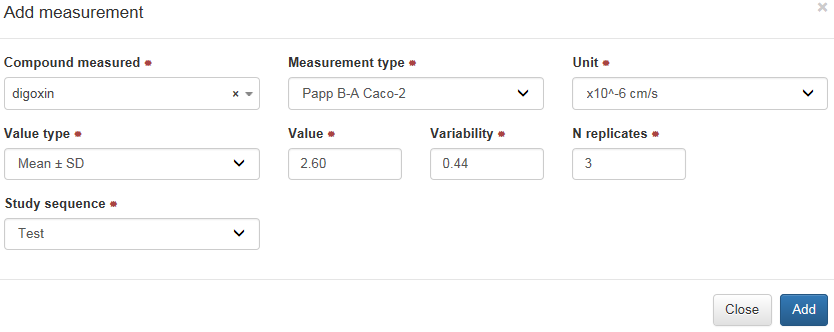 Add measurement ×
Compound measured * Measurement type * Unit *
digoxin × Papp B-A Caco-2 x10^-6 cm/s
Value type * Value * Variability * N replicates *
Mean ± SD 2.60 0.44 3
Study sequence *
Test
Close Add